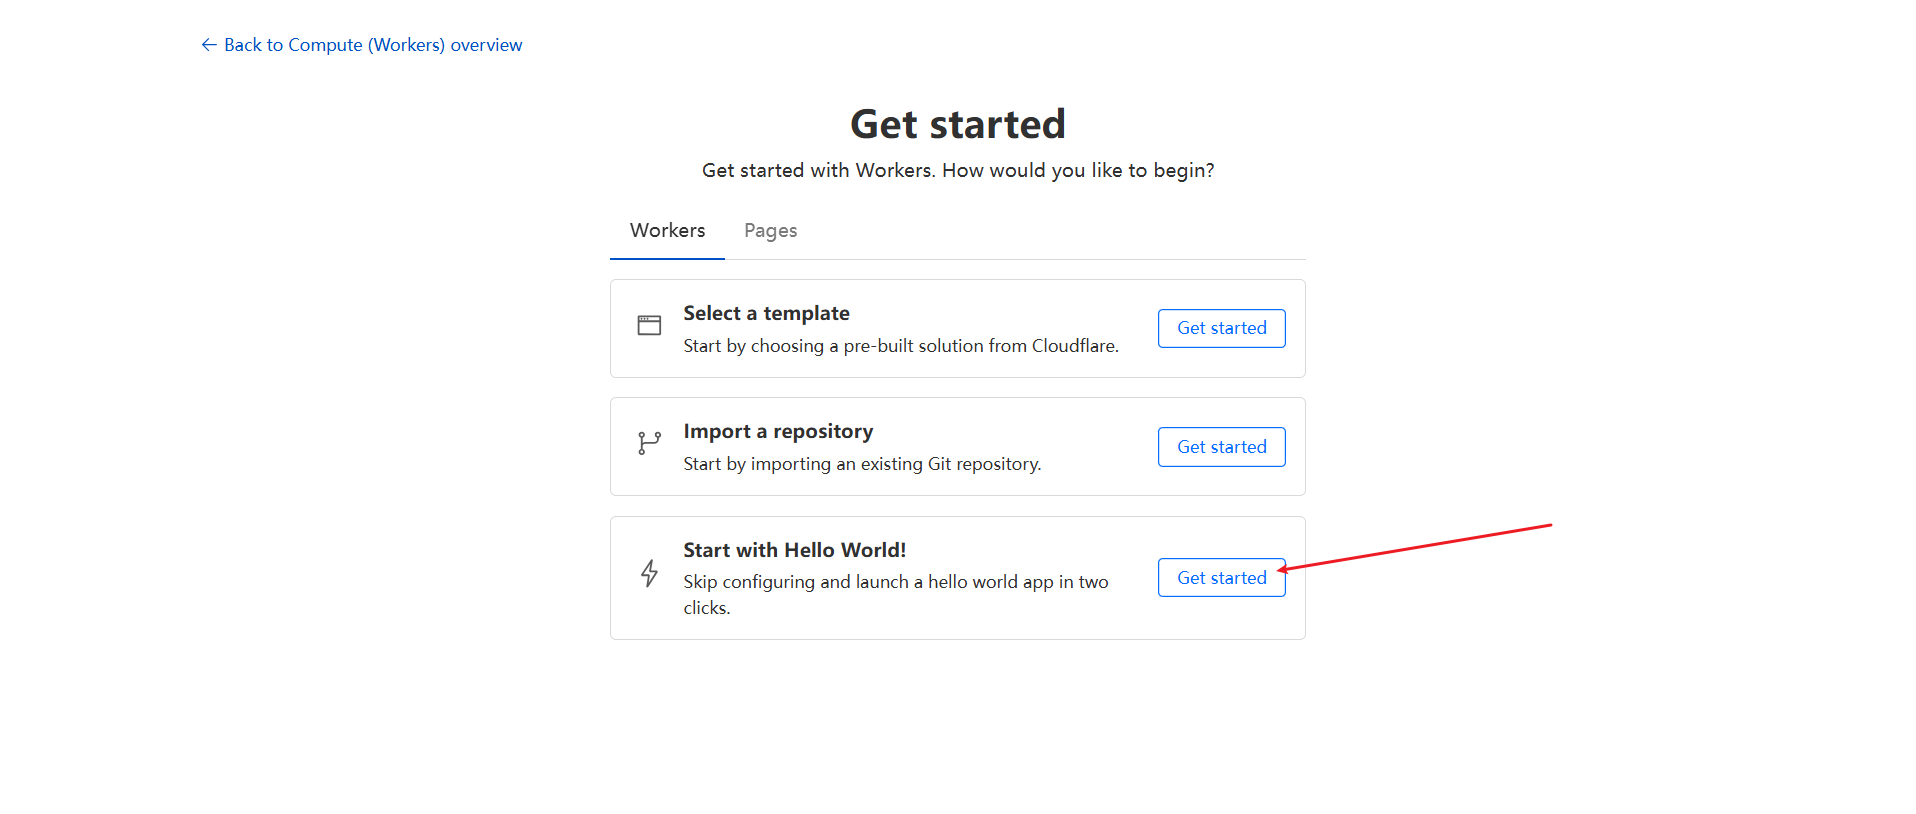 Back to Compute (Workers) overview
Get started
Get started with Workers. How would you like to begin?
Workers Pages
Select a template
Start by choosing a pre-built solution from Cloudflare.
Get started
Import a repository
Start by importing an existing Git repository.
Get started
Start with Hello World!
Skip configuring and launch a hello world app in two
clicks.
Get started